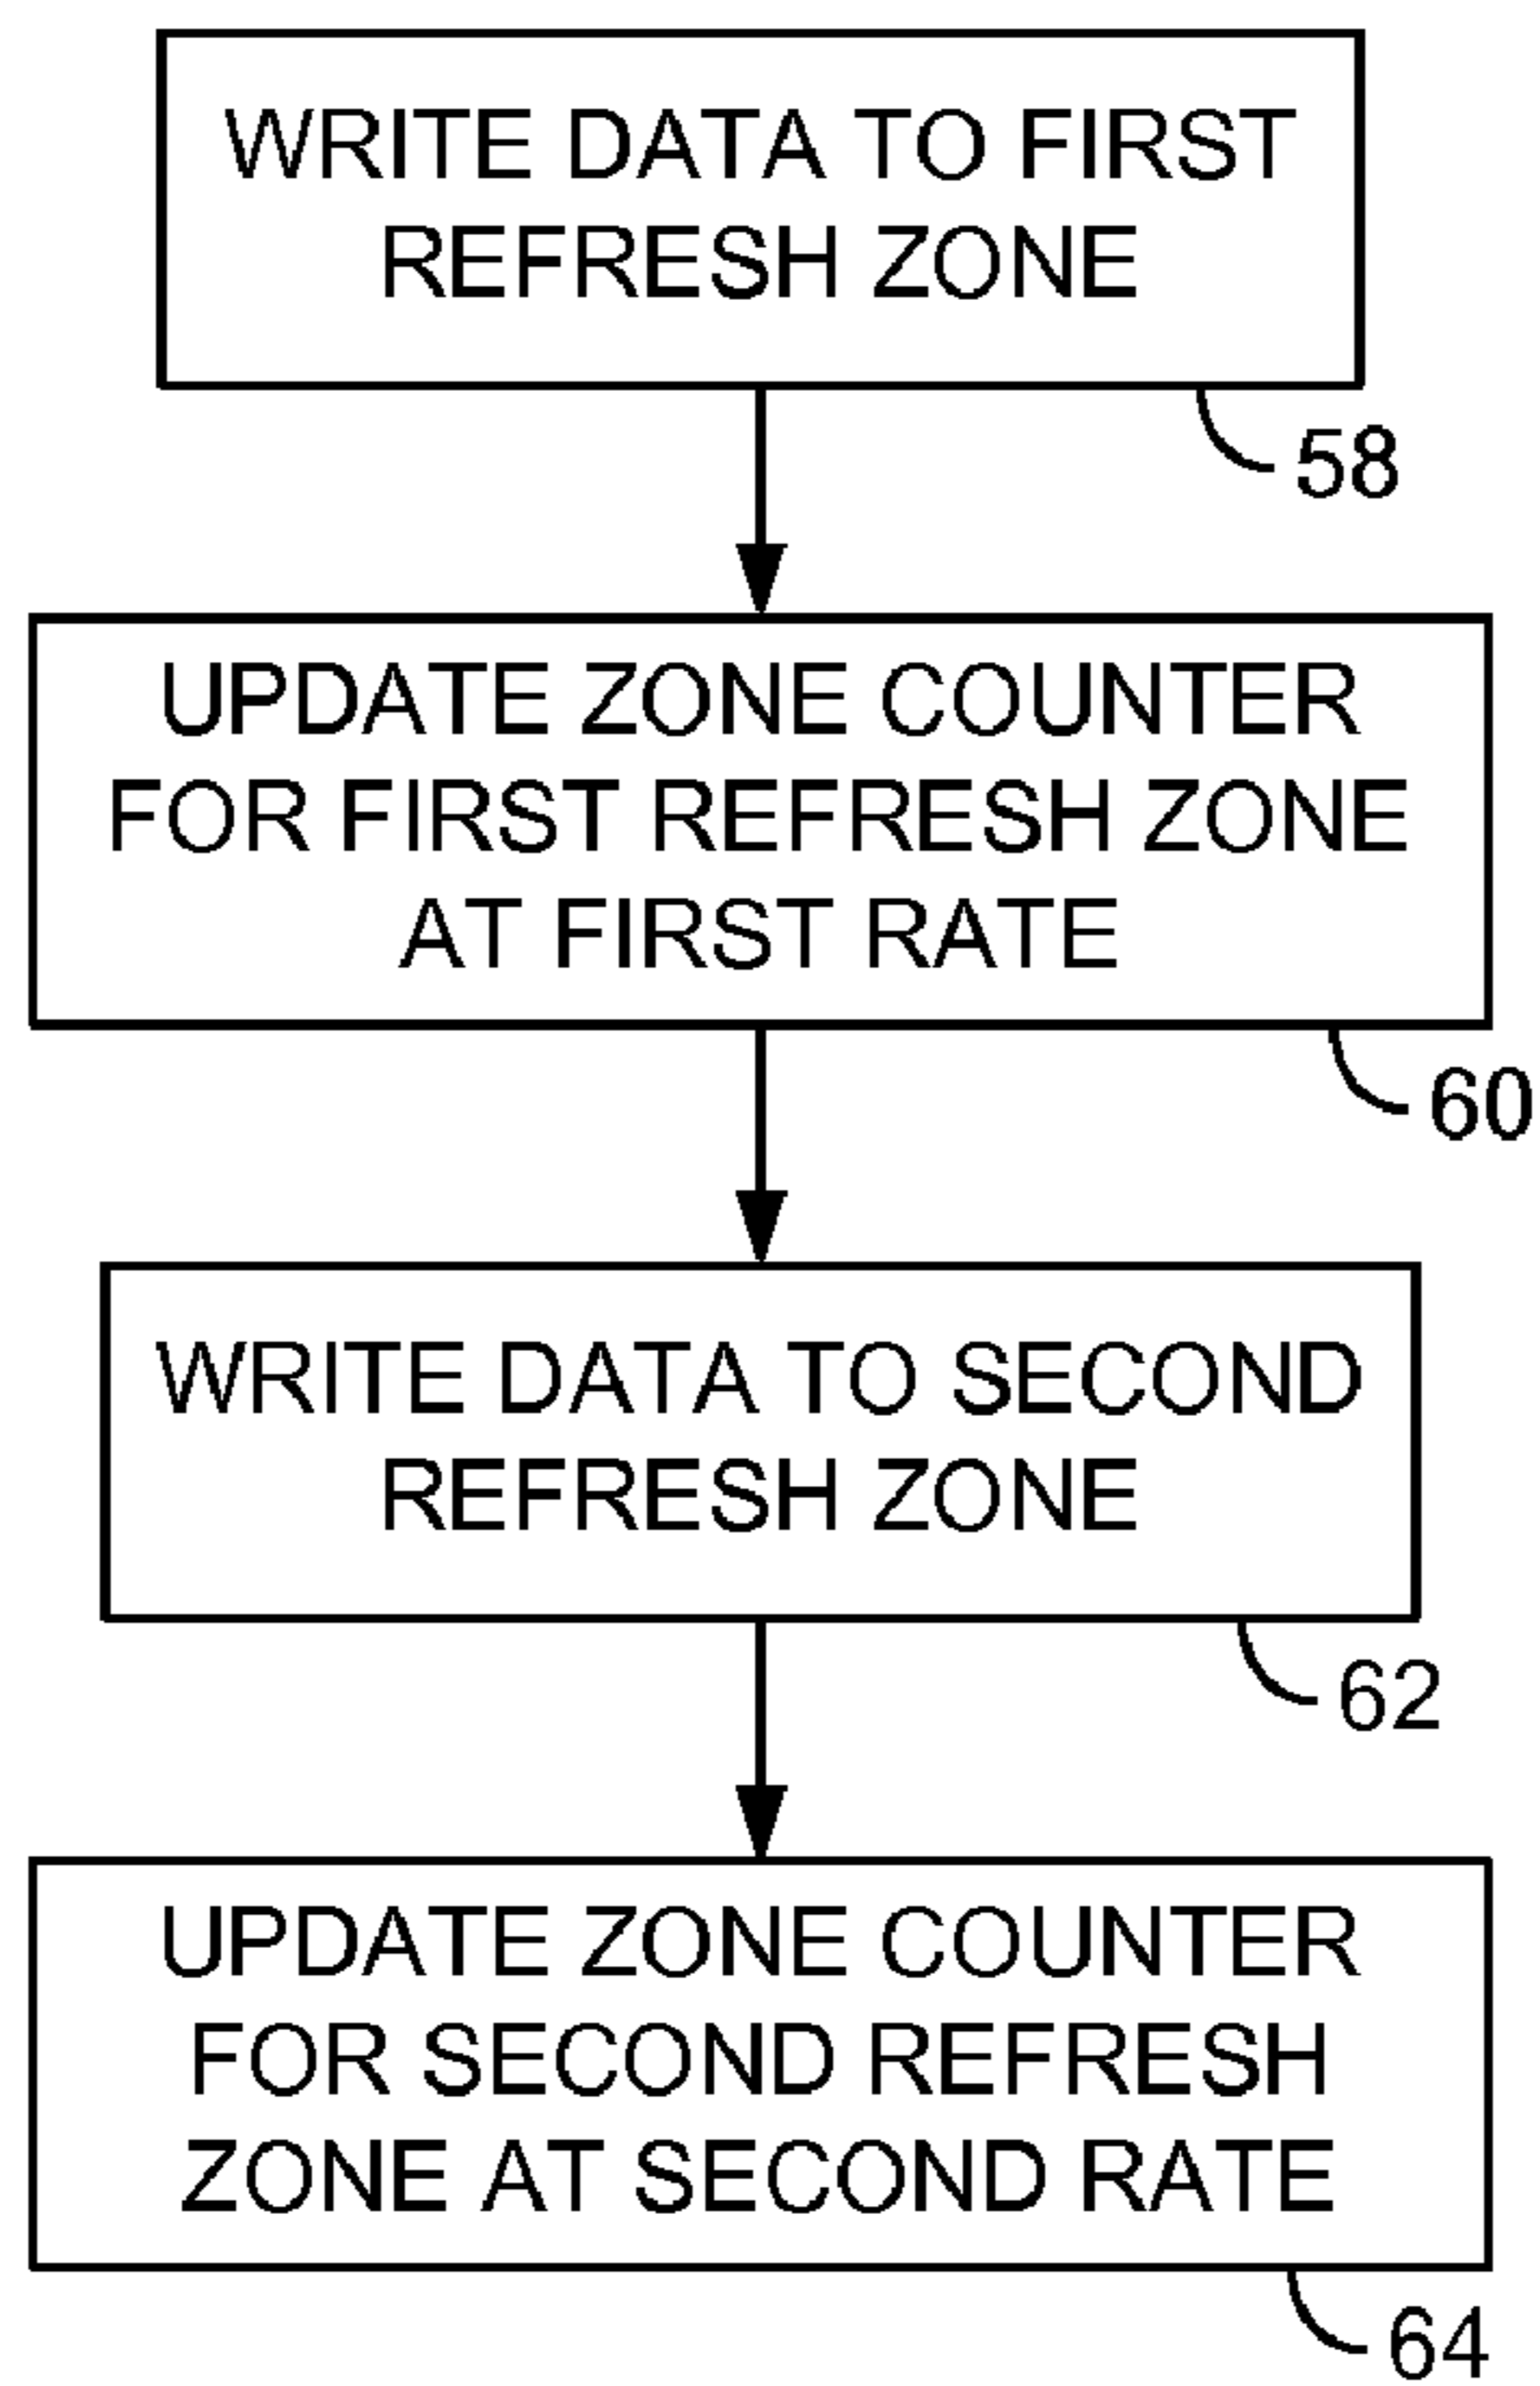 WRITE DATA TO FIRST
REFRESH ZONE
58
UPDATE ZONE COUNTER
FOR FIRST REFRESH ZONE
AT FIRST RATE
60
WRITE DATA TO SECOND
REFRESH ZONE
62
UPDATE ZONE COUNTER
FOR SECOND REFRESH
ZONE AT SECOND RATE
64